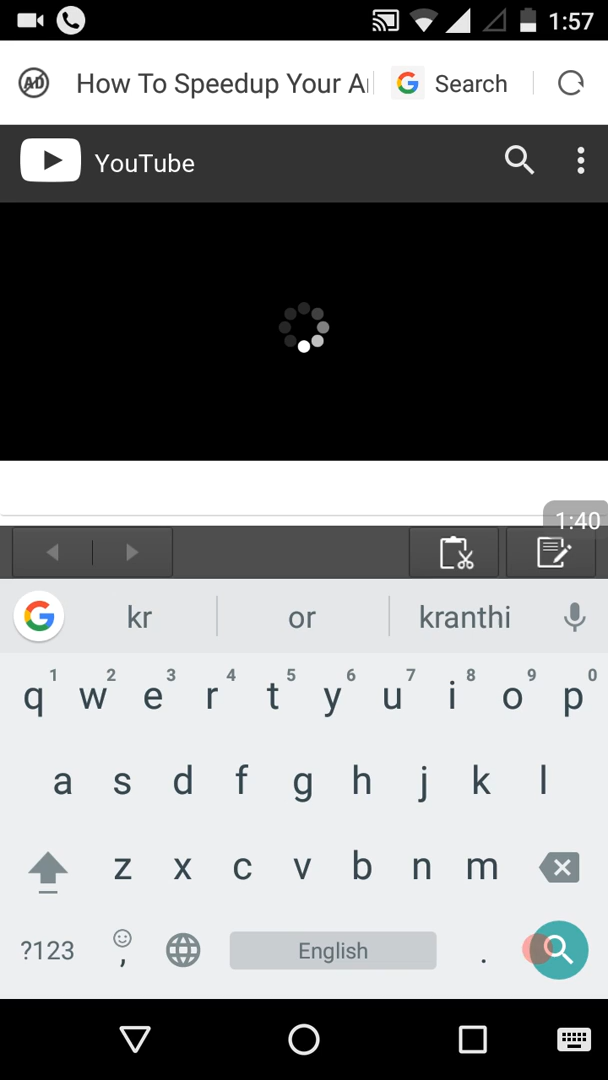 1:57
AD How To Speedup Your A Search
YouTube
1:40
kr or kranthi
1 2 3 4 5 6 7 8 9 0
q w e r t y u i o p
a s d f g h j k l
z x c v b n m
?123 , English .